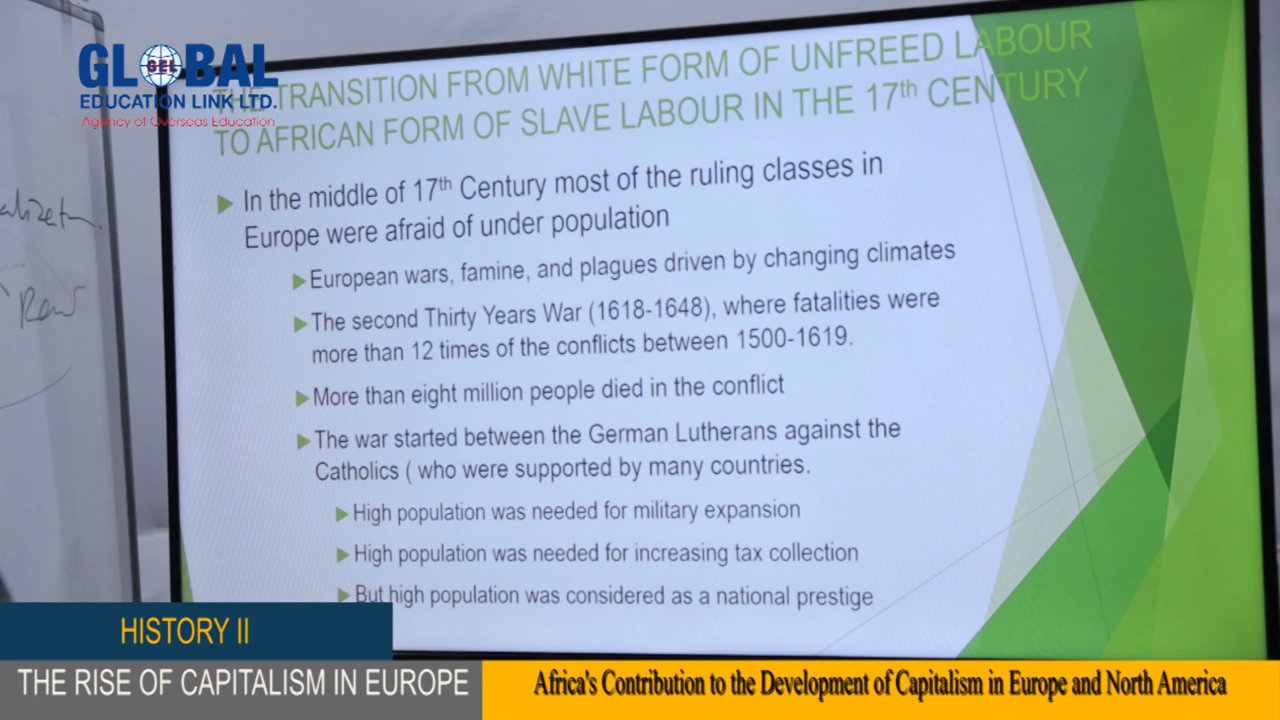 GLOBAL
GEL
EDUCATION LINK LTD.
Agency of Overseas Education
THE TRANSITION FROM WHITE FORM OF UNFREED LABOUR
TO AFRICAN FORM OF SLAVE LABOUR IN THE 17th CENTURY
In the middle of 17th Century most of the ruling classes in
Europe were afraid of under population
European wars, famine, and plagues driven by changing climates
The second Thirty Years War (1618-1648), where fatalities were
more than 12 times of the conflicts between 1500-1619.
More than eight million people died in the conflict
The war started between the German Lutherans against the
Catholics ( who were supported by many countries.
High population was needed for military expansion
High population was needed for increasing tax collection
But high population was considered as a national prestige
HISTORY II
THE RISE OF CAPITALISM IN EUROPE
Africa's Contribution to the Development of Capitalism in Europe and North America